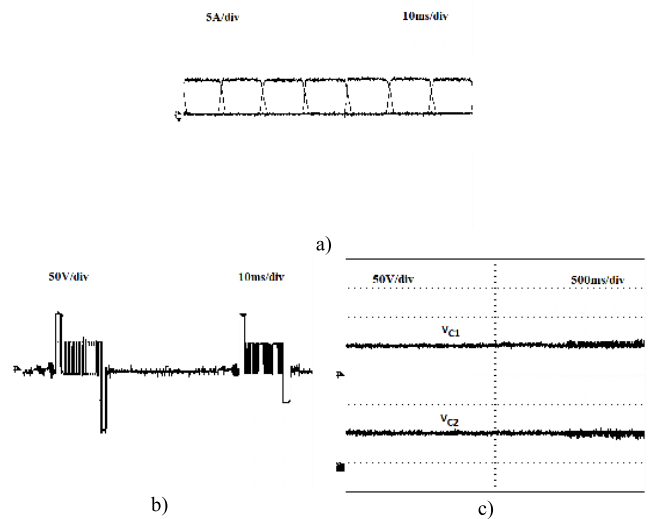 5A/div 10ms/div
a)
50V/div 10ms/div
50V/div 500ms/div
VC1
VC2
b)
c)